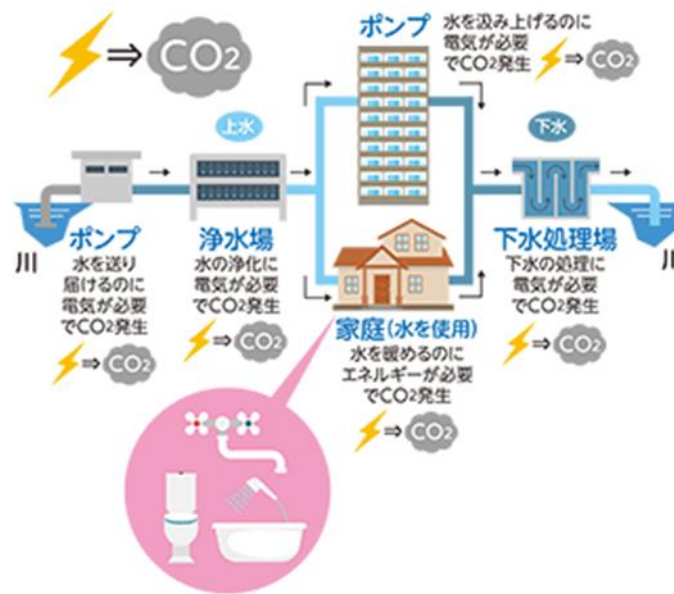 ⇒ CO2
ポンプ
水を汲み上げるのに
電気が必要
でCO2発生
⇒ CO2
上水
下水
川
ポンプ
水を送り
届けるのに
電気が必要
でCO2発生
⇒ CO2
浄水場
水の浄化に
電気が必要
でCO2発生
⇒ CO2
家庭(水を使用)
水を暖めるのに
エネルギーが必要
でCO2発生
⇒ CO2
下水処理場
下水の処理に
電気が必要
でCO2発生
⇒ CO2
川